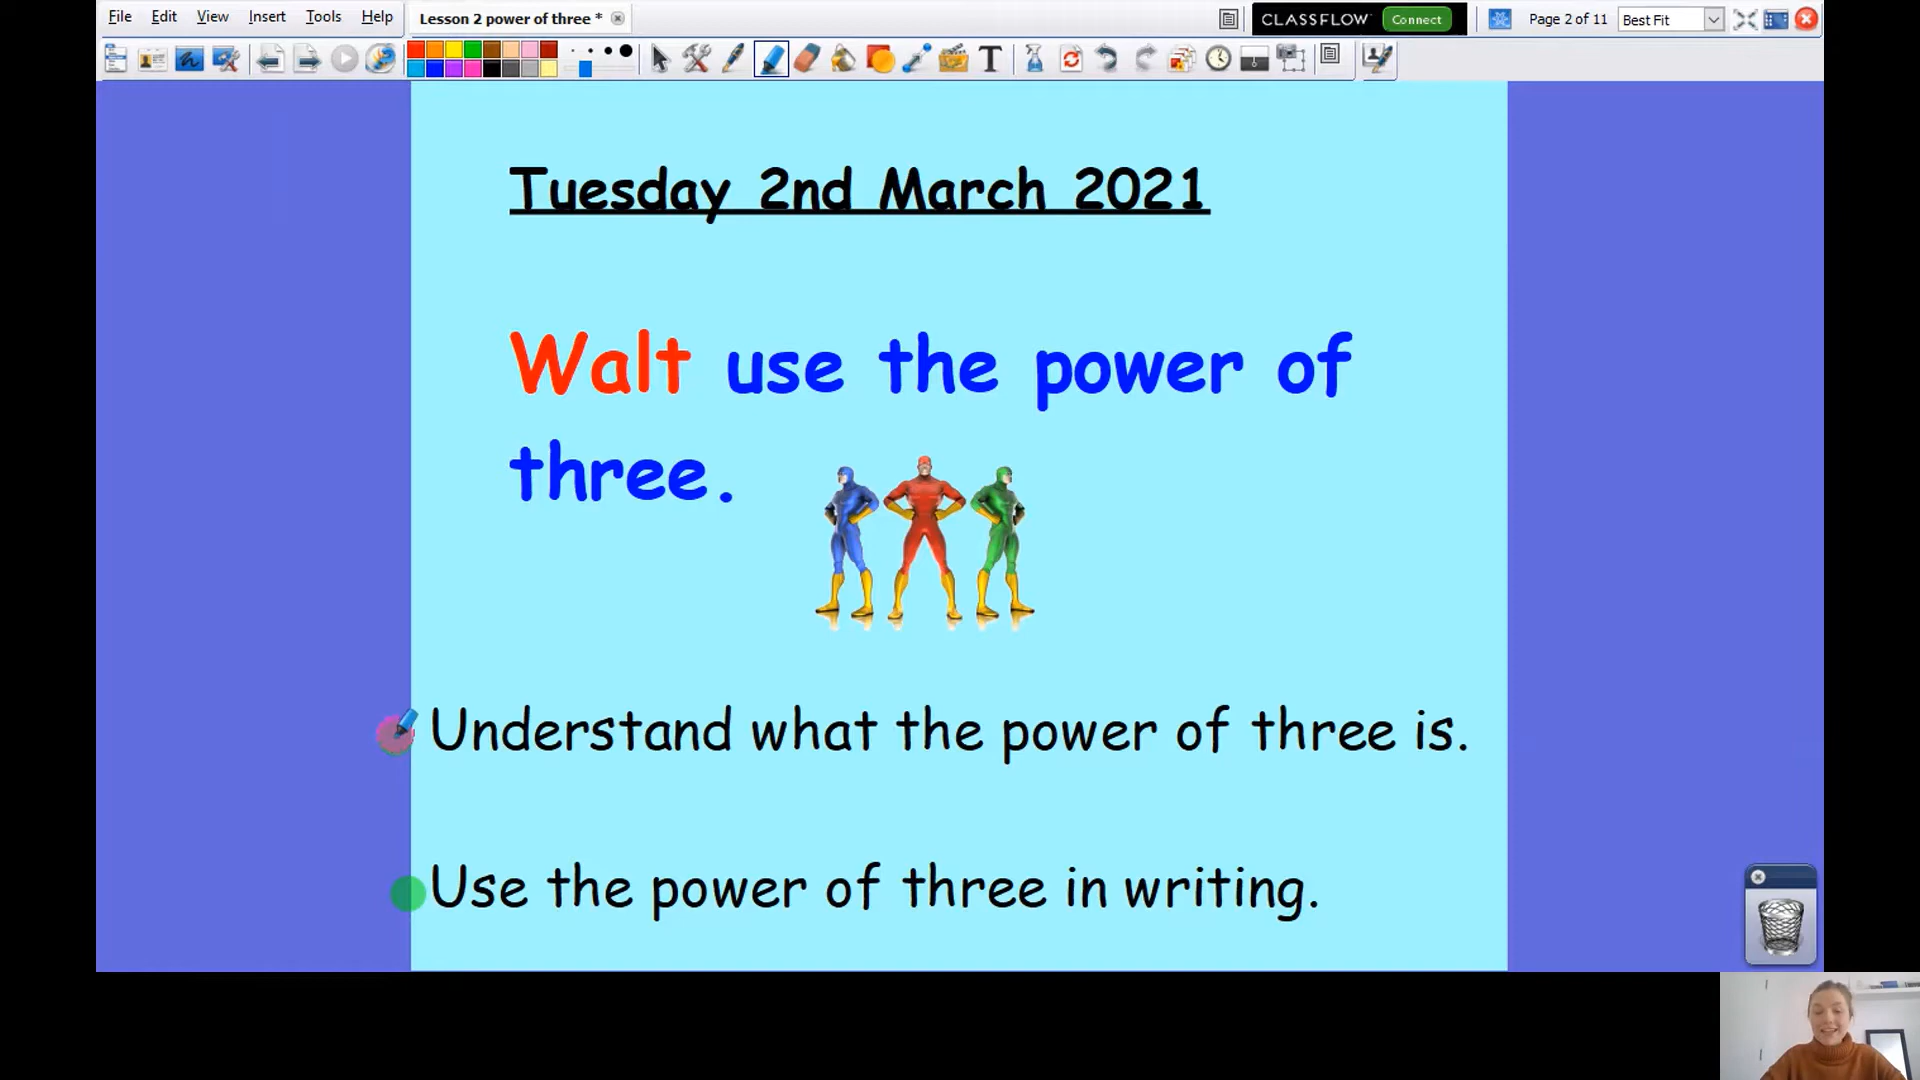 File Edit View Insert Tools Help
Lesson 2 power of three *
CLASSFLOW Connect
Page 2 of 11
Best Fit
T
Tuesday 2nd March 2021
Walt use the power of
three.
Understand what the power of three is.
Use the power of three in writing.